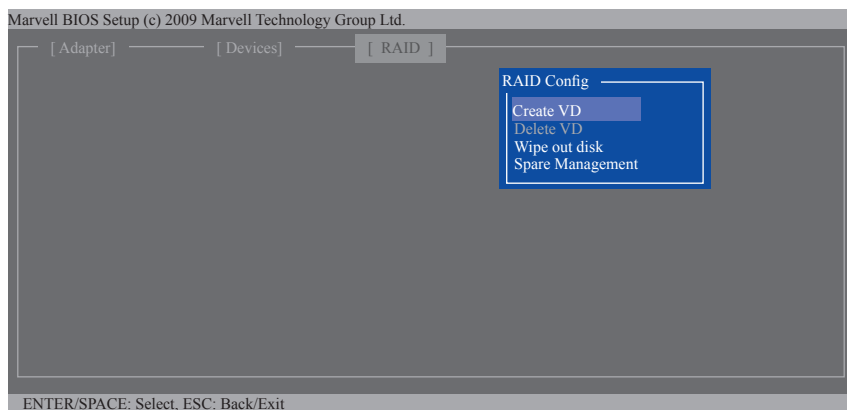 Marvell BIOS Setup (c) 2009 Marvell Technology Group Ltd.
[ Adapter] [ Devices] [ RAID ]
RAID Config
Create VD
Delete VD
Wipe out disk
Spare Management
ENTER/SPACE: Select, ESC: Back/Exit